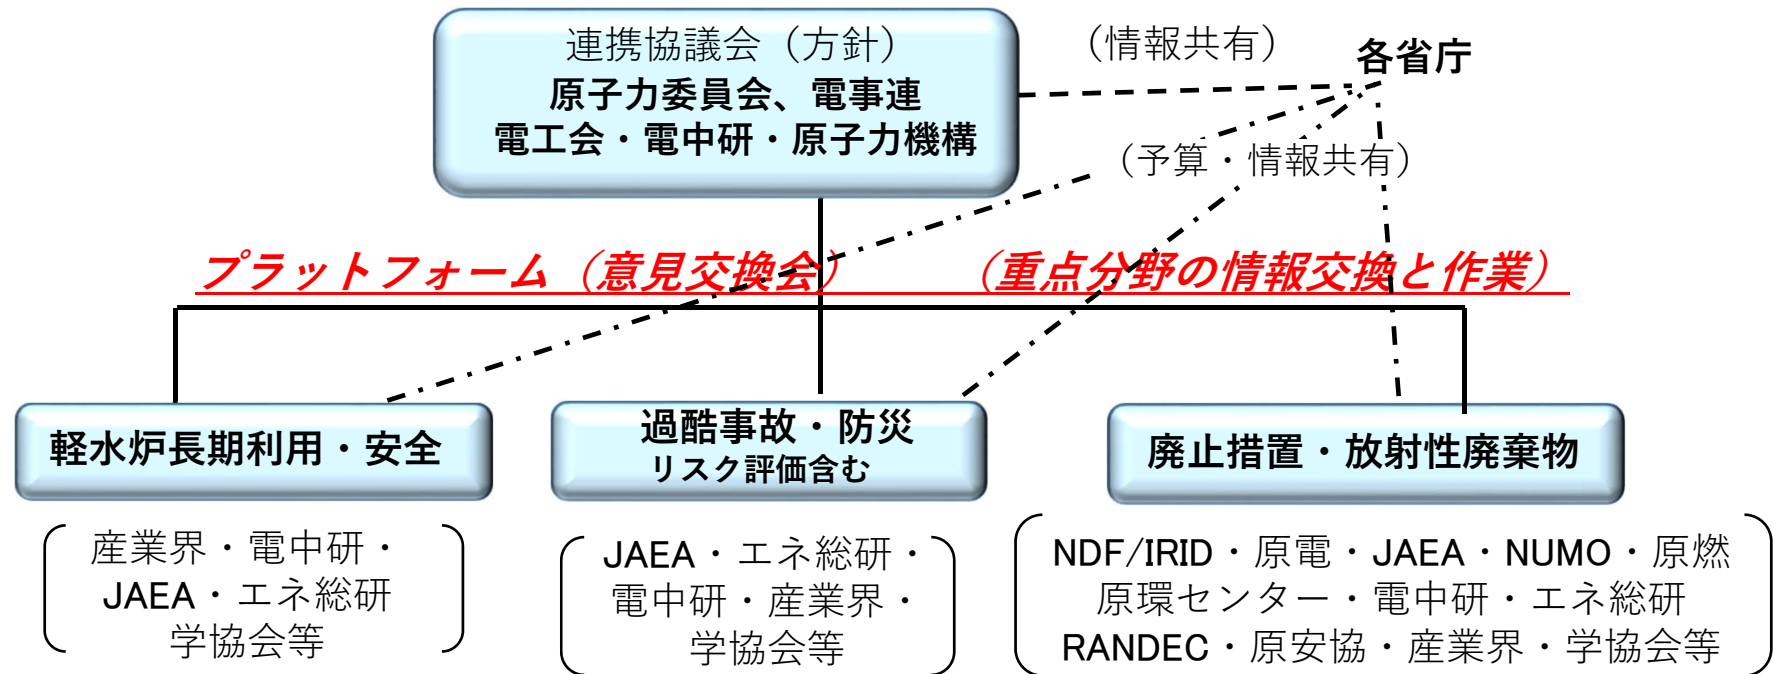 連携協議会（方針）
原子力委員会、電事連
電工会・電中研・原子力機構
（情報共有）
各省庁
（予算・情報共有）
プラットフォーム（意見交換会）
（重点分野の情報交換と作業）
軽水炉長期利用・安全
産業界・電中研・
JAEA・エネ総研
学協会等
過酷事故・防災
リスク評価含む
JAEA・エネ総研・
電中研・産業界・
学協会等
廃止措置・放射性廃棄物
NDF/IRID・原電・JAEA・NUMO・原燃
原環センター・電中研・エネ総研
RANDEC・原安協・産業界・学協会等